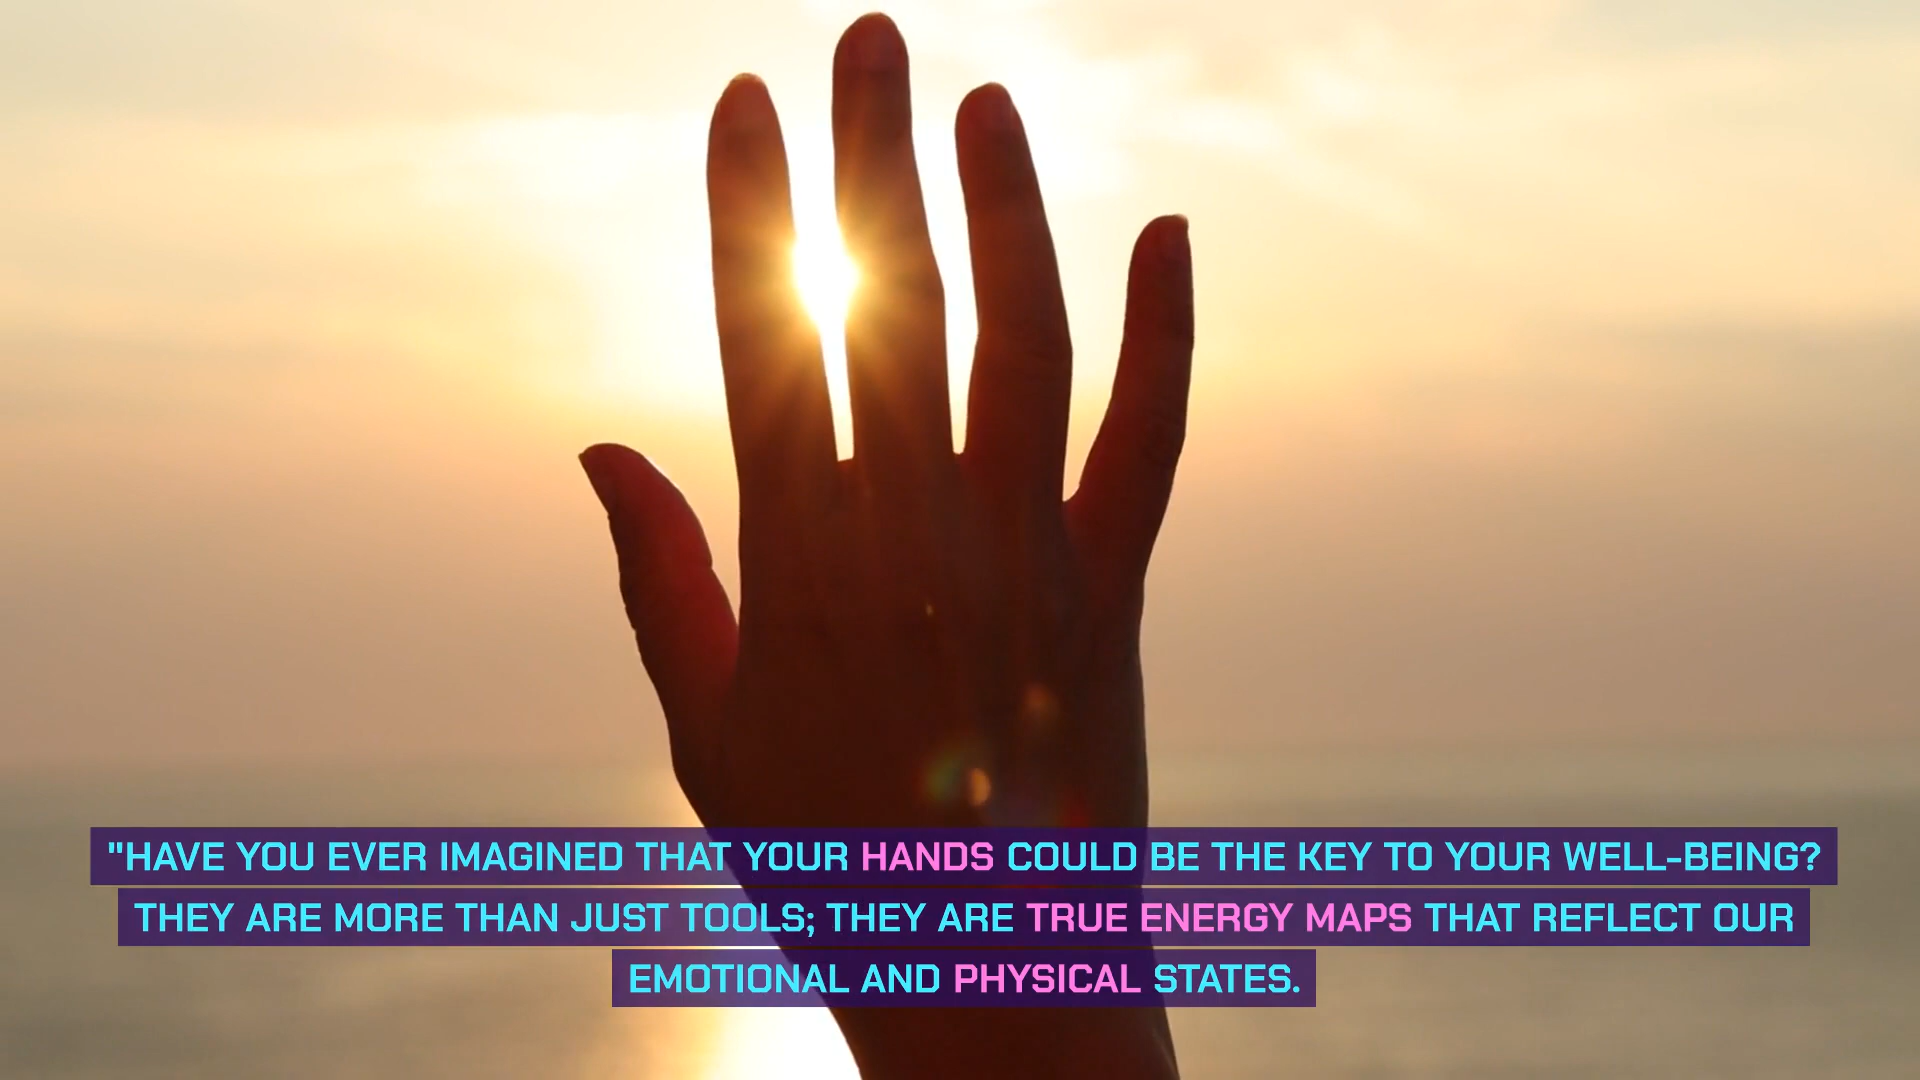 "HAVE YOU EVER IMAGINED THAT YOUR HANDS COULD BE THE KEY TO YOUR WELL-BEING?
THEY ARE MORE THAN JUST TOOLS; THEY ARE TRUE ENERGY MAPS THAT REFLECT OUR
EMOTIONAL AND PHYSICAL STATES.